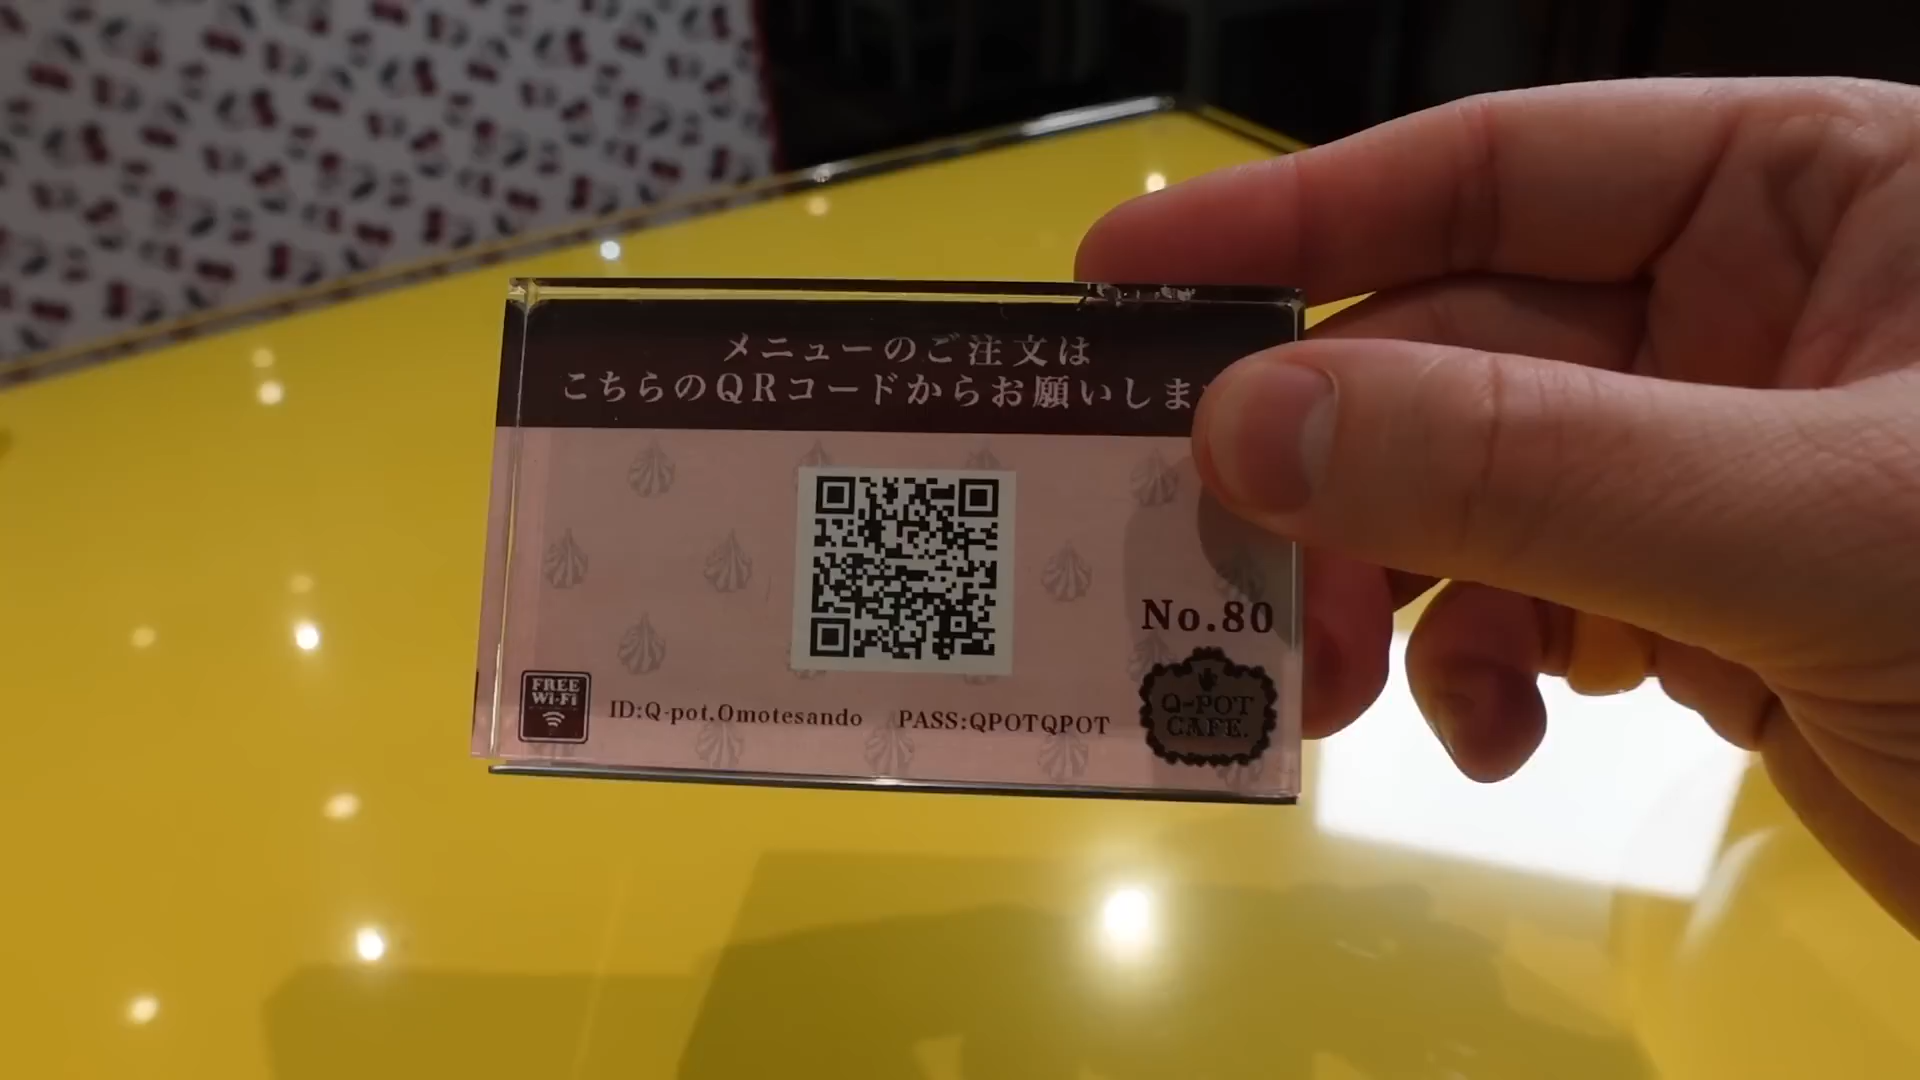 メニューのご注文は
こちらのQRコードからお願いしま
No.80
FREE
Wi-Fi
ID:Q-pot.Omotesando PASS:QPOTQPOT
Q-POT
CAFE.